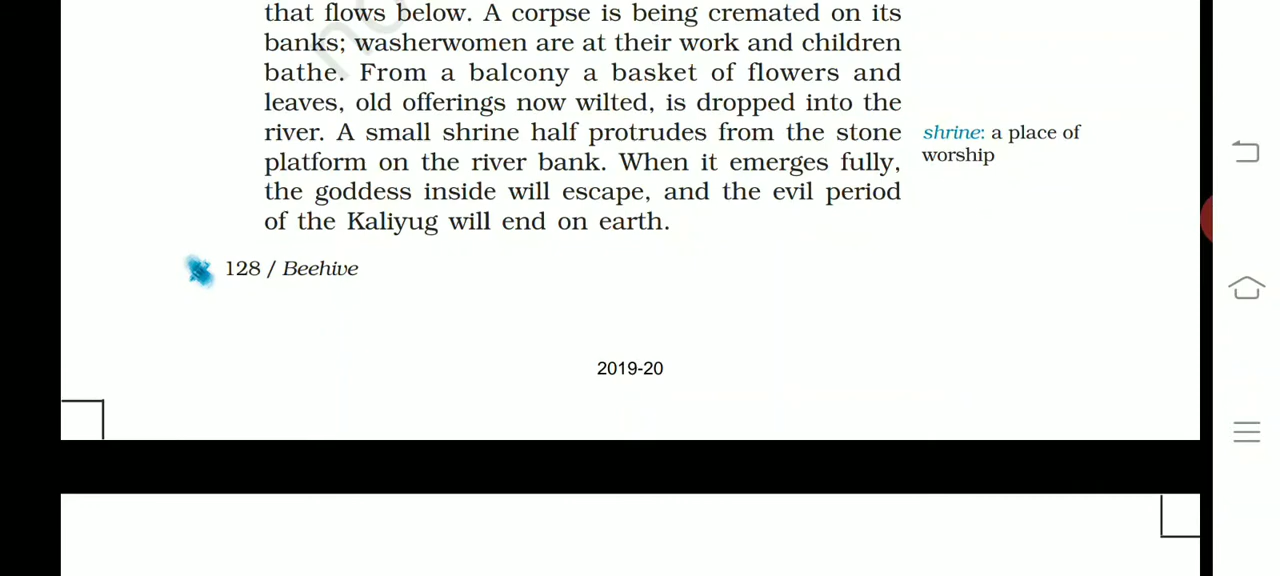 that flows below. A corpse is being cremated on its
banks; washerwomen are at their work and children
bathe. From a balcony a basket of flowers and
leaves, old offerings now wilted, is dropped into the
river. A small shrine half protrudes from the stone
platform on the river bank. When it emerges fully,
the goddess inside will escape, and the evil period
of the Kaliyug will end on earth.
shrine: a place of
worship
128 / Beehive
2019-20